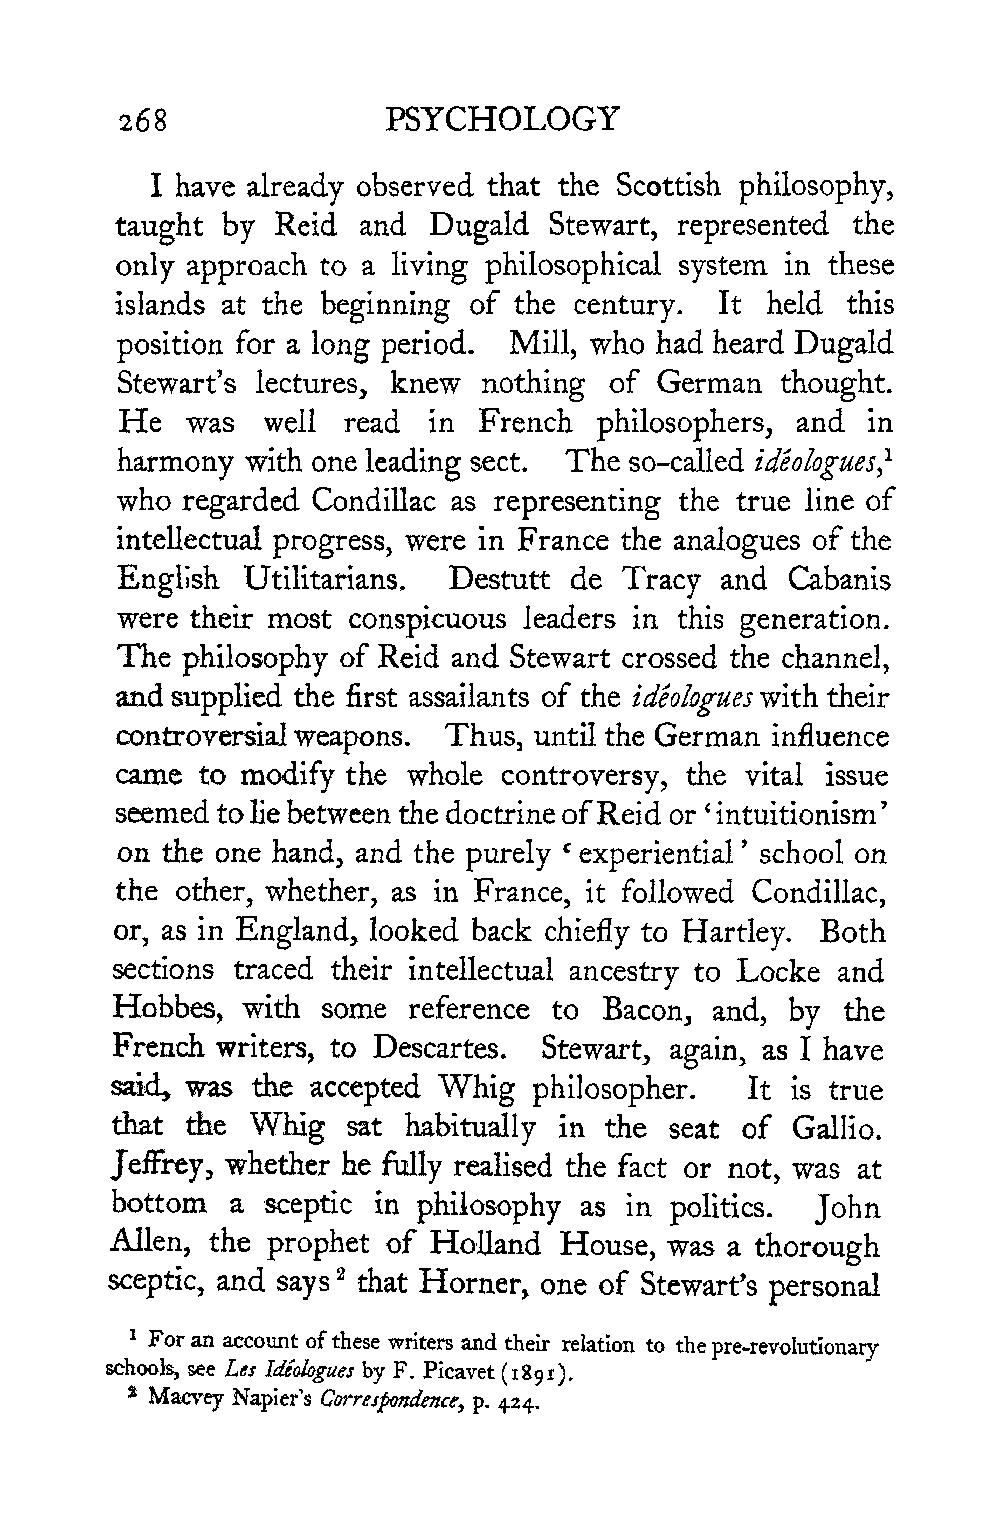 268 PSYCHOLOGY
I have already observed that the Scottish philosophy,
taught by Reid and Dugald Stewart, represented the
only approach to a living philosophical system in these
islands at the beginning of the century. It held this
position for a long period. Mill, who had heard Dugald
Stewart's lectures, knew nothing of German thought.
He was well read in French philosophers, and in
harmony with one leading sect. The so-called idéologues,¹
who regarded Condillac as representing the true line of
intellectual progress, were in France the analogues of the
English Utilitarians. Destutt de Tracy and Cabanis
were their most conspicuous leaders in this generation.
The philosophy of Reid and Stewart crossed the channel,
and supplied the first assailants of the idéologues with their
controversial weapons. Thus, until the German influence
came to modify the whole controversy, the vital issue
seemed to lie between the doctrine of Reid or ‘intuitionism’
on the one hand, and the purely ‘experiential’ school on
the other, whether, as in France, it followed Condillac,
or, as in England, looked back chiefly to Hartley. Both
sections traced their intellectual ancestry to Locke and
Hobbes, with some reference to Bacon, and, by the
French writers, to Descartes. Stewart, again, as I have
said, was the accepted Whig philosopher. It is true
that the Whig sat habitually in the seat of Gallio.
Jeffrey, whether he fully realised the fact or not, was at
bottom a sceptic in philosophy as in politics. John
Allen, the prophet of Holland House, was a thorough
sceptic, and says² that Horner, one of Stewart's personal
¹ For an account of these writers and their relation to the pre-revolutionary
schools, see Les Idéologues by F. Picavet (1891).
² Macvey Napier's Correspondence, p. 424.